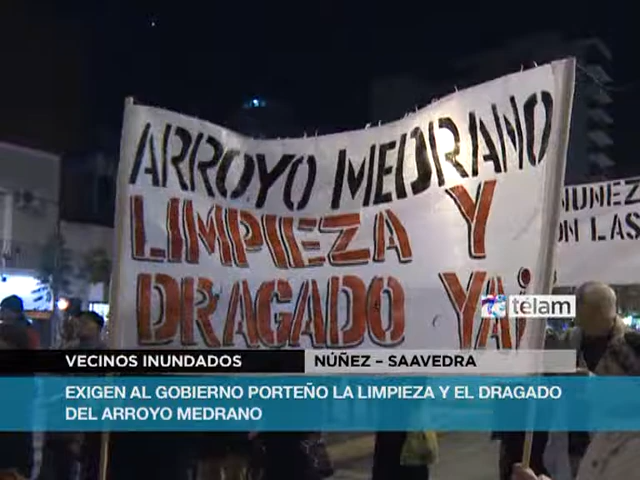 ARROYO MEDRANO
LIMPIEZA Y
DRAGADO YA!
NUNEZ
ON LAS
télam
VECINOS INUNDADOS
NÚÑEZ – SAAVEDRA
EXIGEN AL GOBIERNO PORTEÑO LA LIMPIEZA Y EL DRAGADO
DEL ARROYO MEDRANO